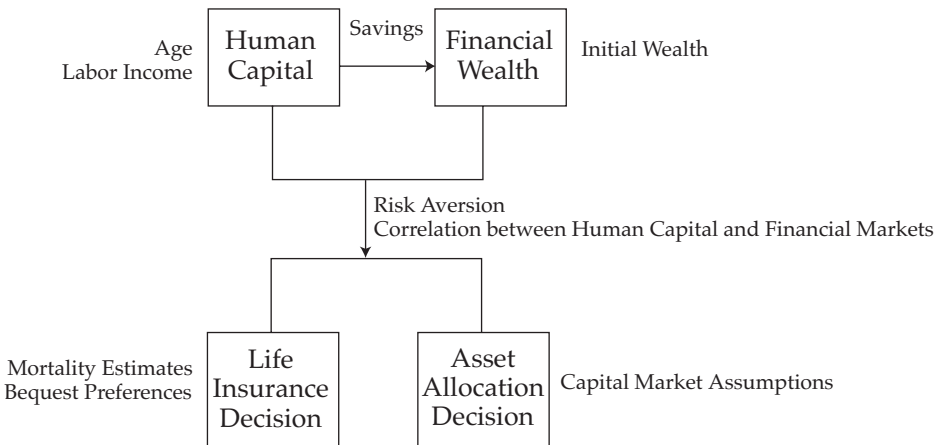 Age
Labor Income
Human
Capital
Savings
Financial
Wealth
Initial Wealth
Risk Aversion
Correlation between Human Capital and Financial Markets
Mortality Estimates
Bequest Preferences
Life
Insurance
Decision
Asset
Allocation
Decision
Capital Market Assumptions